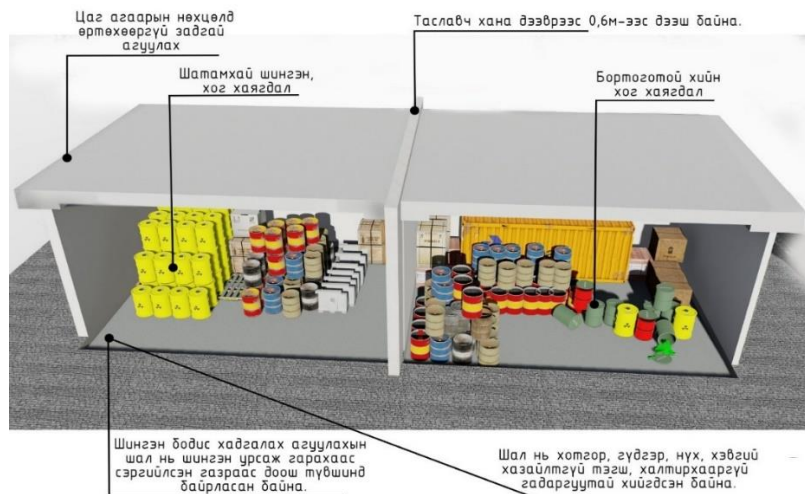 Цаг агаарын нөхцөлд
өртөхөөргүй задгай
агуулах
Таславч хана дээврээс 0,6м-ээс дээш байна.
Шатамхай шингэн,
хог хаягдал
Бортоготой хийн
хог хаягдал
Шингэн бодис хадгалах агуулахын
шал нь шингэн урсаж гарахаас
сэргийлсэн газраас доош түвшинд
байрласан байна.
Шал нь хотгор, гүдгэр, нүх, хэвгий
хазайлтгүй тэгш, халтирхааргүй
гадаргуутай хийгдсэн байна.